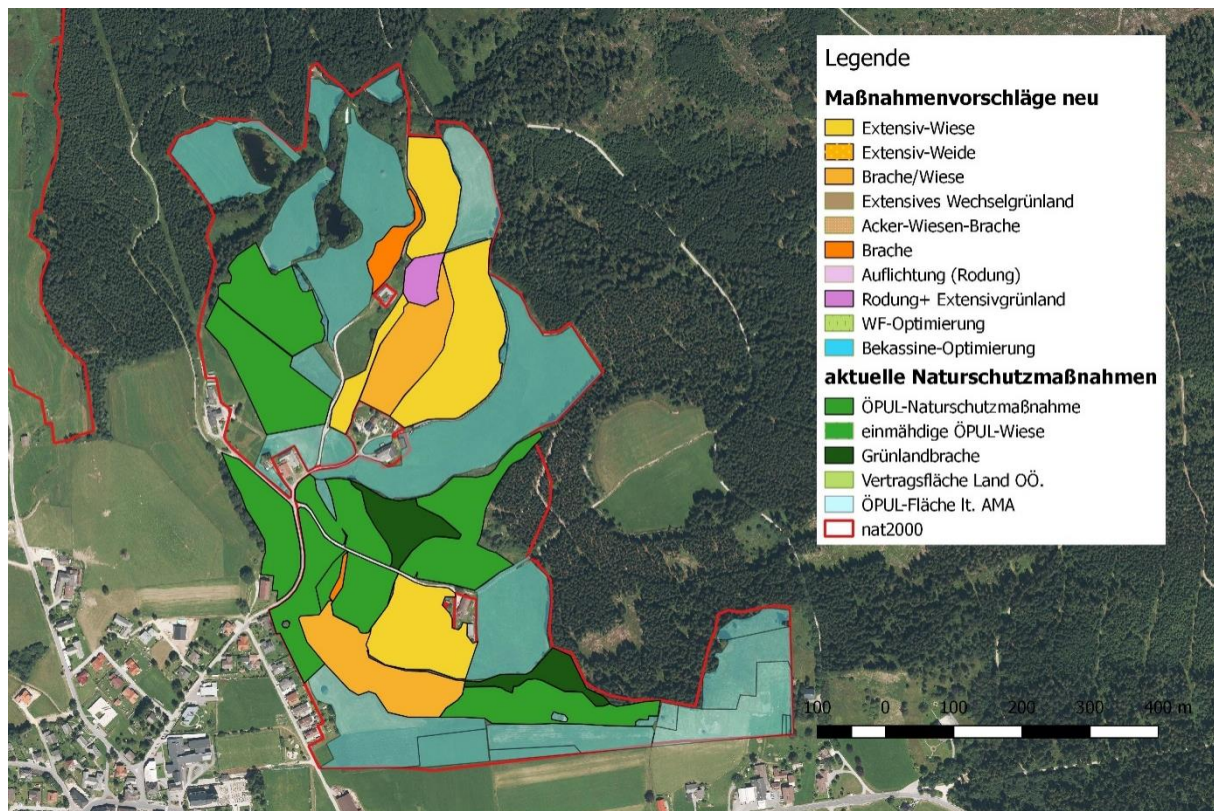 Legende
Maßnahmenvorschläge neu
Extensiv-Wiese
Extensiv-Weide
Brache/Wiese
Extensives Wechselgrünland
Acker-Wiesen-Brache
Brache
Auflichtung (Rodung)
Rodung+ Extensivgrünland
WF-Optimierung
Bekassine-Optimierung
aktuelle Naturschutzmaßnahmen
ÖPUL-Naturschutzmaßnahme
einmähdige ÖPUL-Wiese
Grünlandbrache
Vertragsfläche Land OÖ.
ÖPUL-Fläche lt. AMA
nat2000
100 0 100 200 300 400 m